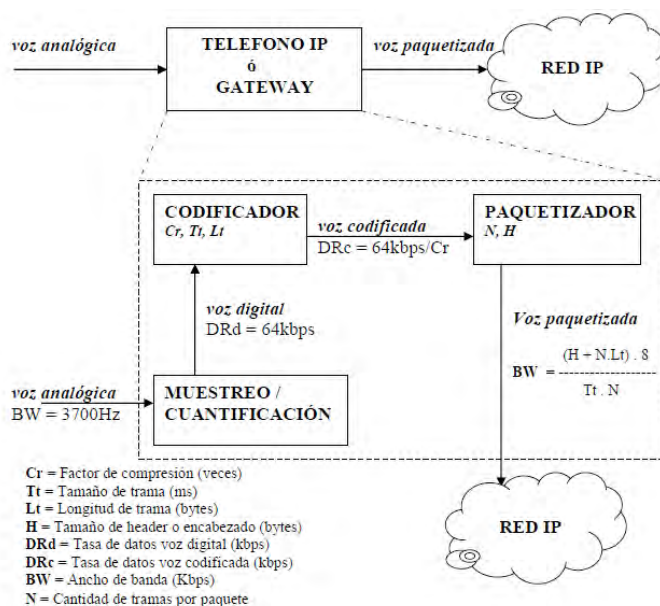 voz analógica
TELEFONO IP
ó
GATEWAY
voz paquetizada
RED IP
CODIFICADOR
Cr, Tt, Lt
voz codificada
DRc = 64kbps/Cr
PAQUETIZADOR
N, H
voz digital
DRd = 64kbps
Voz paquetizada
BW = (H + N.Lt) . 8
Tt . N
voz analógica
BW = 3700Hz
MUESTREO /
CUANTIFICACIÓN
Cr = Factor de compresión (veces)
Tt = Tamaño de trama (ms)
Lt = Longitud de trama (bytes)
H = Tamaño de header o encabezado (bytes)
DRd = Tasa de datos voz digital (kbps)
DRc = Tasa de datos voz codificada (kbps)
BW = Ancho de banda (Kbps)
N = Cantidad de tramas por paquete
RED IP